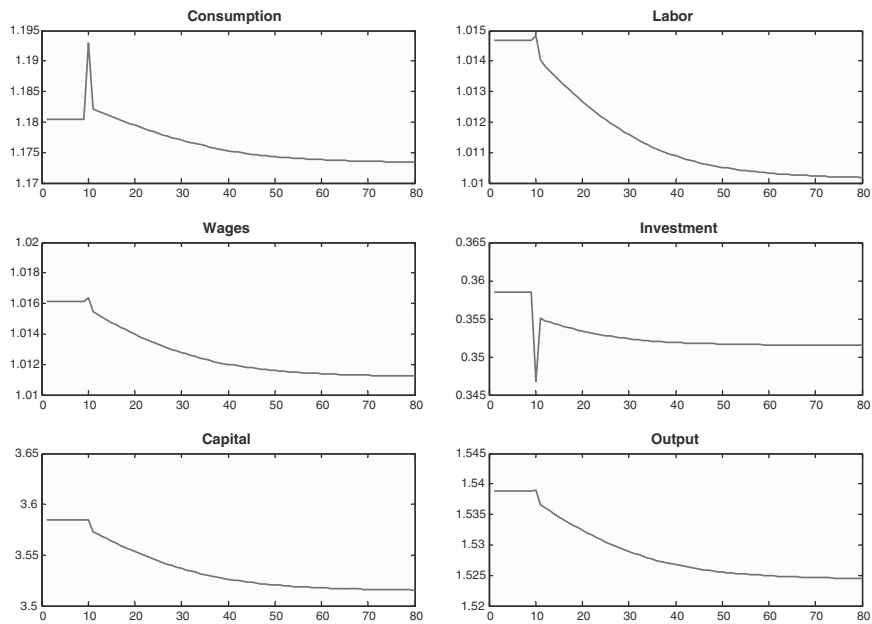 Consumption
1.195
1.19
1.185
1.18
1.175
1.17
0 10 20 30 40 50 60 70 80
Labor
1.015
1.014
1.013
1.012
1.011
1.01
0 10 20 30 40 50 60 70 80
Wages
1.02
1.018
1.016
1.014
1.012
1.01
0 10 20 30 40 50 60 70 80
Investment
0.365
0.36
0.355
0.35
0.345
0 10 20 30 40 50 60 70 80
Capital
3.65
3.6
3.55
3.5
0 10 20 30 40 50 60 70 80
Output
1.545
1.54
1.535
1.53
1.525
1.52
0 10 20 30 40 50 60 70 80